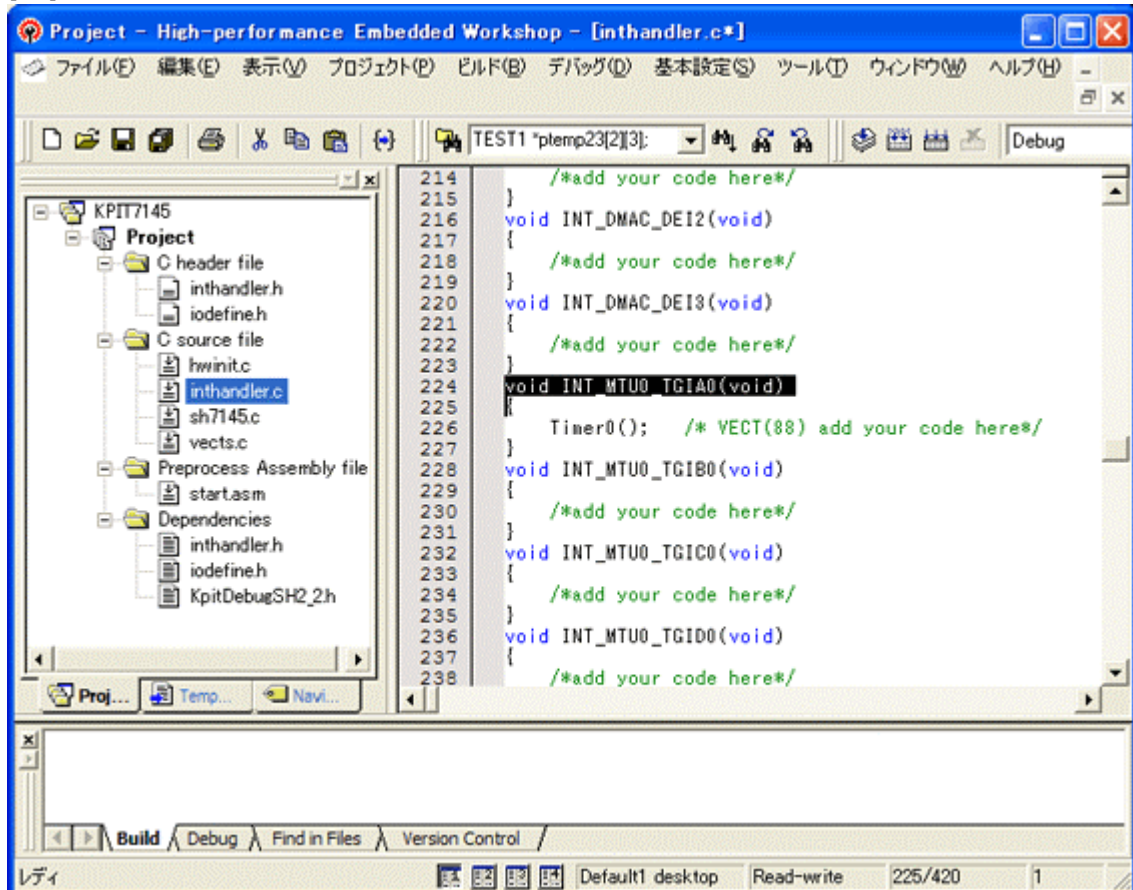 Project - High-performance Embedded Workshop - [inthandler.c*]
ファイル(F) 編集(E) 表示(V) プロジェクト(P) ビルド(B) デバッグ(D) 基本設定(S) ツール(T) ウィンドウ(W) ヘルプ(H)
TEST1 *ptemp23[2][3]; Debug
KPIT7145
Project
C header file
inthandler.h
iodefine.h
C source file
hwinit.c
inthandler.c
sh7145.c
vects.c
Preprocess Assembly file
start.asm
Dependencies
inthandler.h
iodefine.h
KpitDebugSH2_2.h
Proj... Temp... Navi...
214 /*add your code here*/
215 }
216 void INT_DMAC_DEI2(void)
217 {
218 /*add your code here*/
219 }
220 void INT_DMAC_DEI3(void)
221 {
222 /*add your code here*/
223 }
224 void INT_MTU0_TGIA0(void)
225 {
226 Timer0(); /* VECT(88) add your code here*/
227 }
228 void INT_MTU0_TGIB0(void)
229 {
230 /*add your code here*/
231 }
232 void INT_MTU0_TGIC0(void)
233 {
234 /*add your code here*/
235 }
236 void INT_MTU0_TGID0(void)
237 {
238 /*add your code here*/
Build Debug Find in Files Version Control
レディ 1 2 3 4 Default1 desktop Read-write 225/420 1